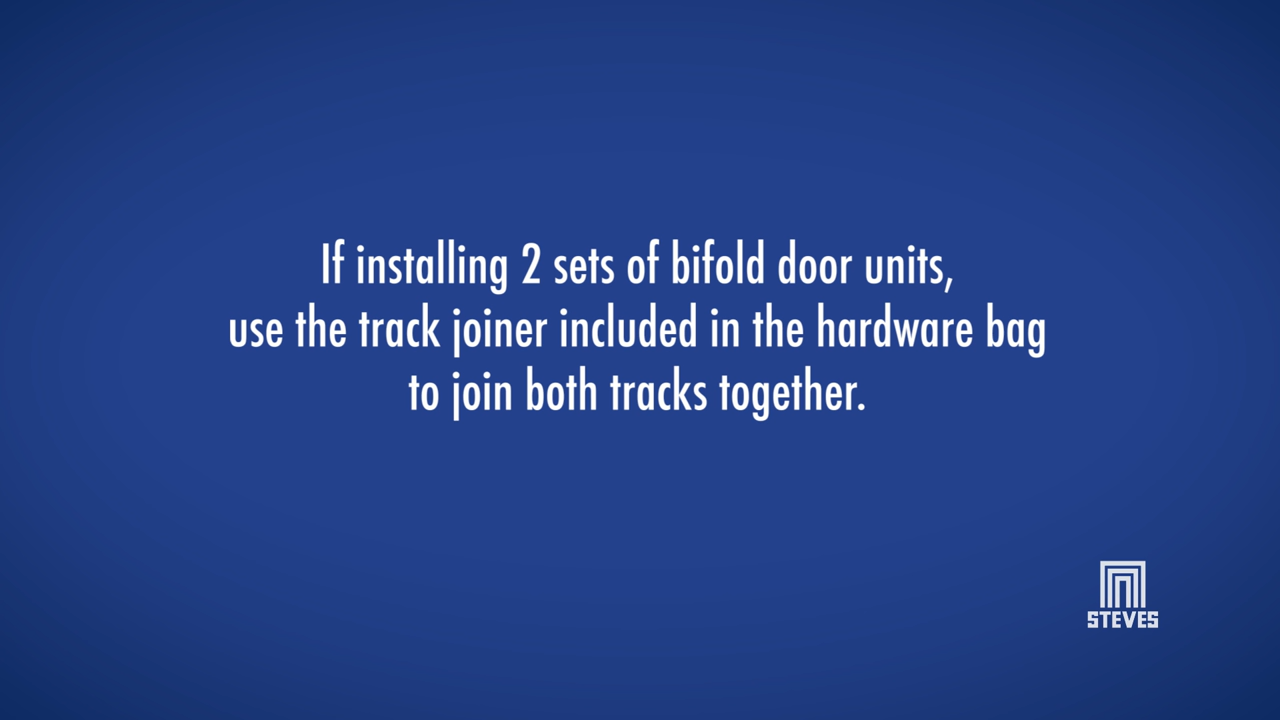 If installing 2 sets of bifold door units,
use the track joiner included in the hardware bag
to join both tracks together.
STEVES